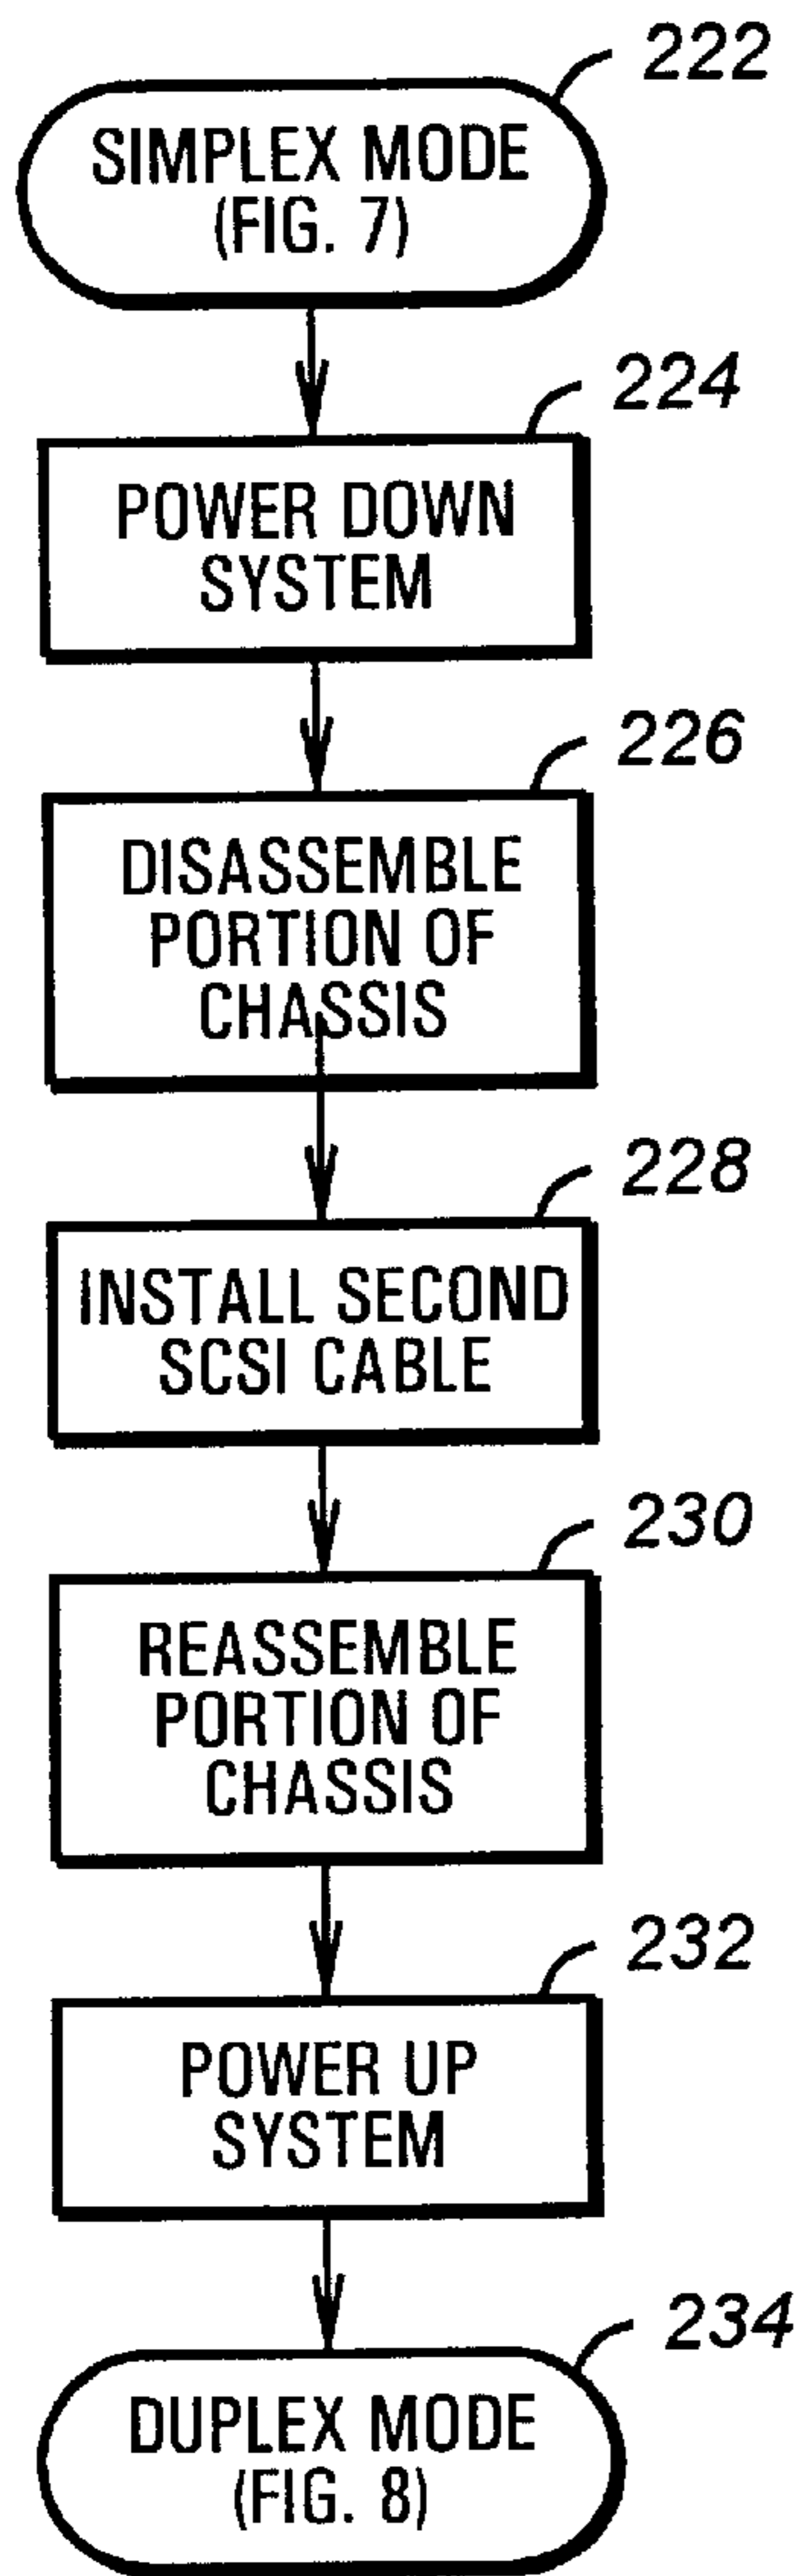 222
SIMPLEX MODE
(FIG. 7)
224
POWER DOWN
SYSTEM
226
DISASSEMBLE
PORTION OF
CHASSIS
228
INSTALL SECOND
SCSI CABLE
230
REASSEMBLE
PORTION OF
CHASSIS
232
POWER UP
SYSTEM
234
DUPLEX MODE
(FIG. 8)